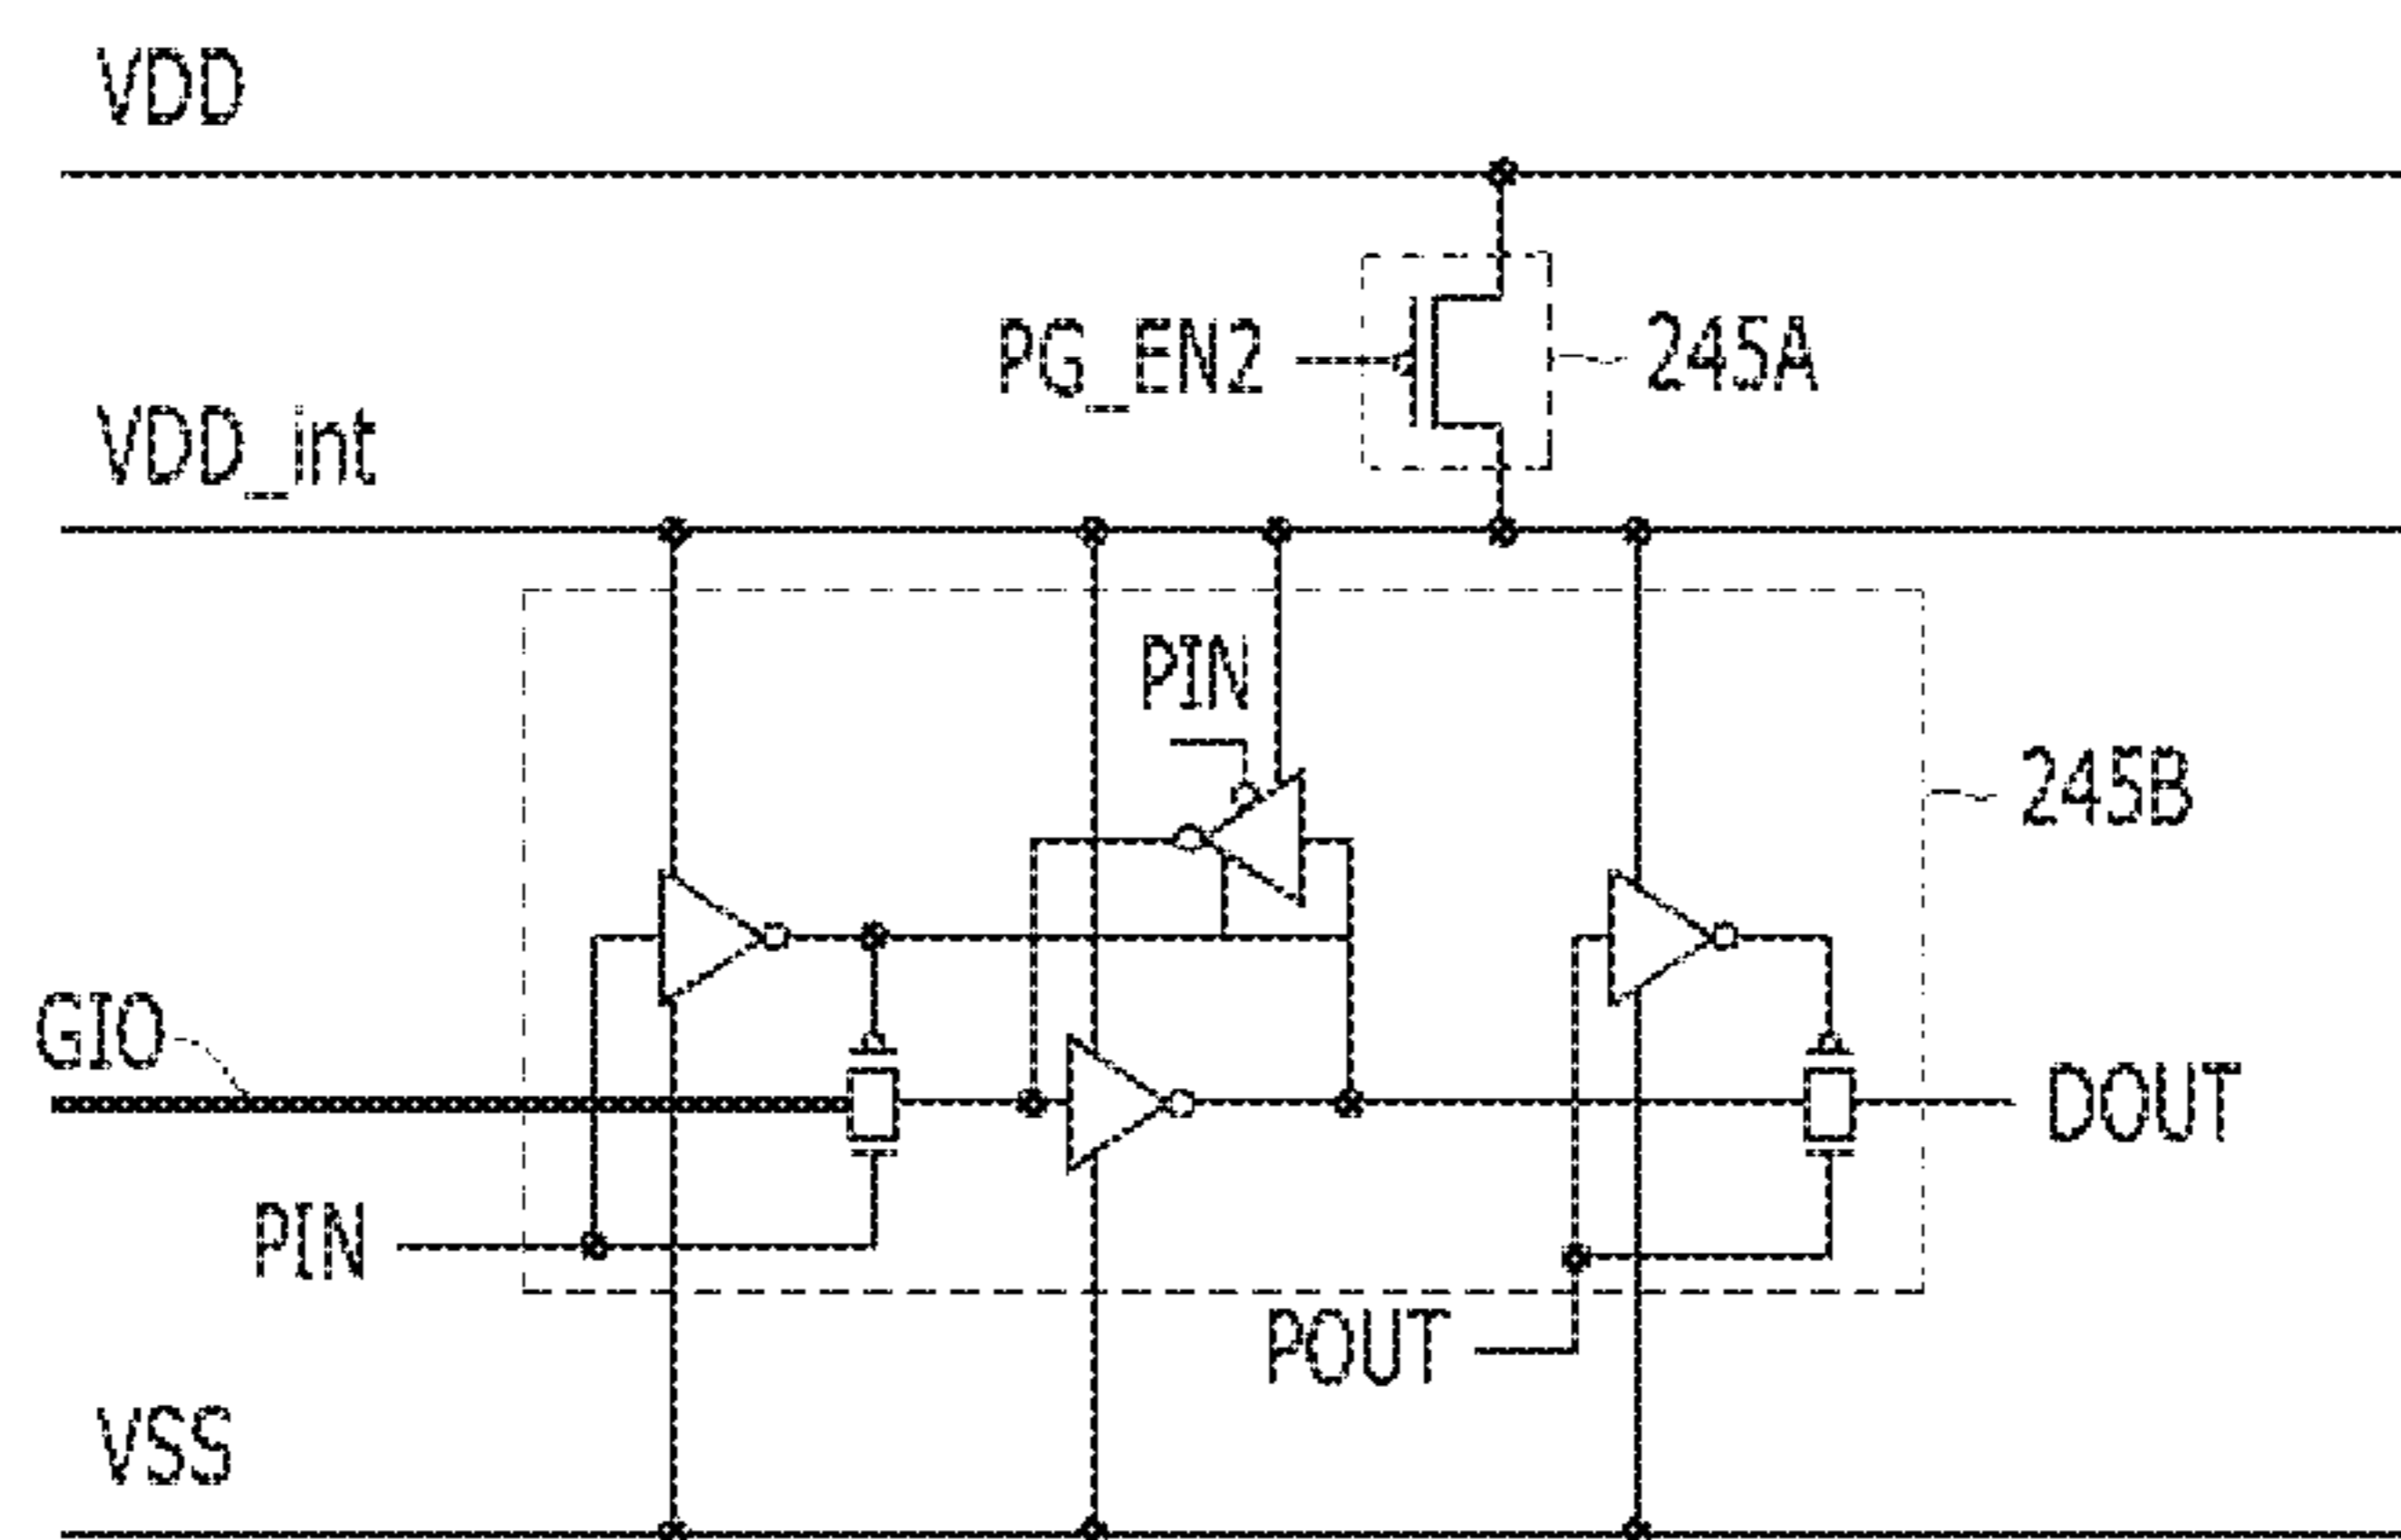 VDD
PG_EN2
245A
VDD_int
PIN
245B
GIO
DOUT
PIN
POUT
VSS